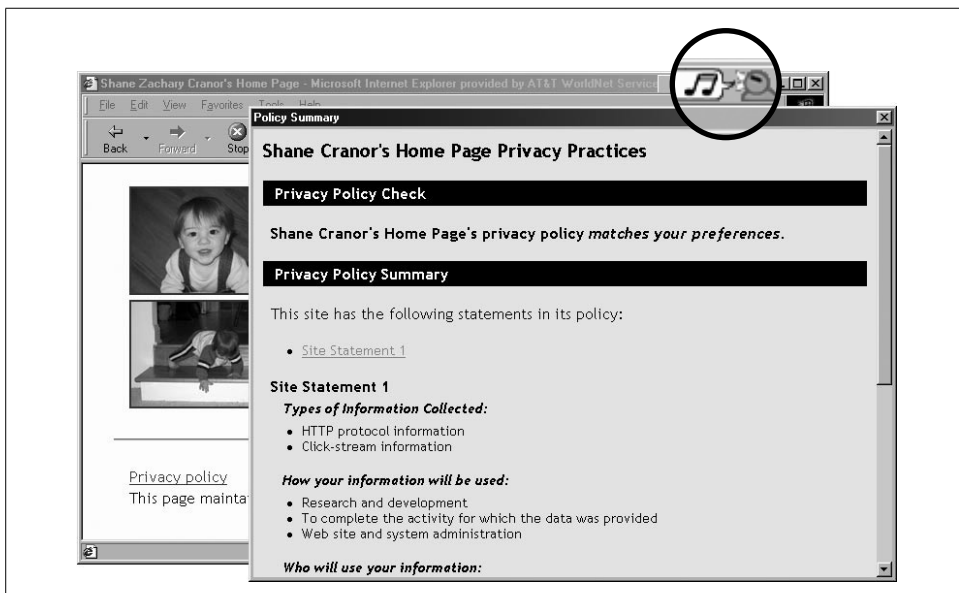 Shane Zachary Cranor's Home Page - Microsoft Internet Explorer provided by AT&T WorldNet Service
File Edit View Favorites Tools Help
Back Forward Stop
Policy Summary
Shane Cranor's Home Page Privacy Practices
Privacy Policy Check
Shane Cranor's Home Page's privacy policy matches your preferences.
Privacy Policy Summary
This site has the following statements in its policy:
• Site Statement 1
Site Statement 1
Types of Information Collected:
• HTTP protocol information
• Click-stream information
How your information will be used:
• Research and development
• To complete the activity for which the data was provided
• Web site and system administration
Who will use your information:
Privacy policy
This page mainta